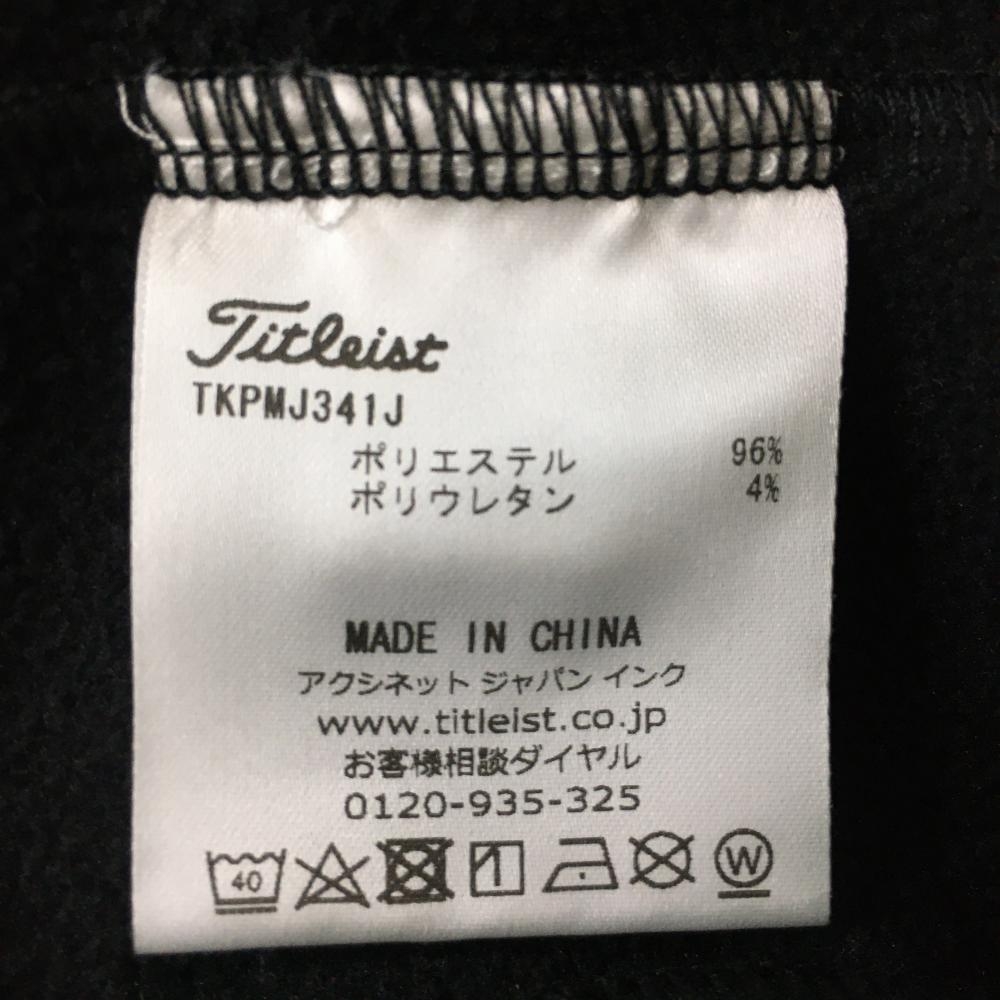 Titleist
TKPMJ341J
ポリエステル 96%
ポリウレタン 4%
MADE IN CHINA
アクシネット ジャパン インク
www.titleist.co.jp
お客様相談ダイヤル
0120-935-325
40 W